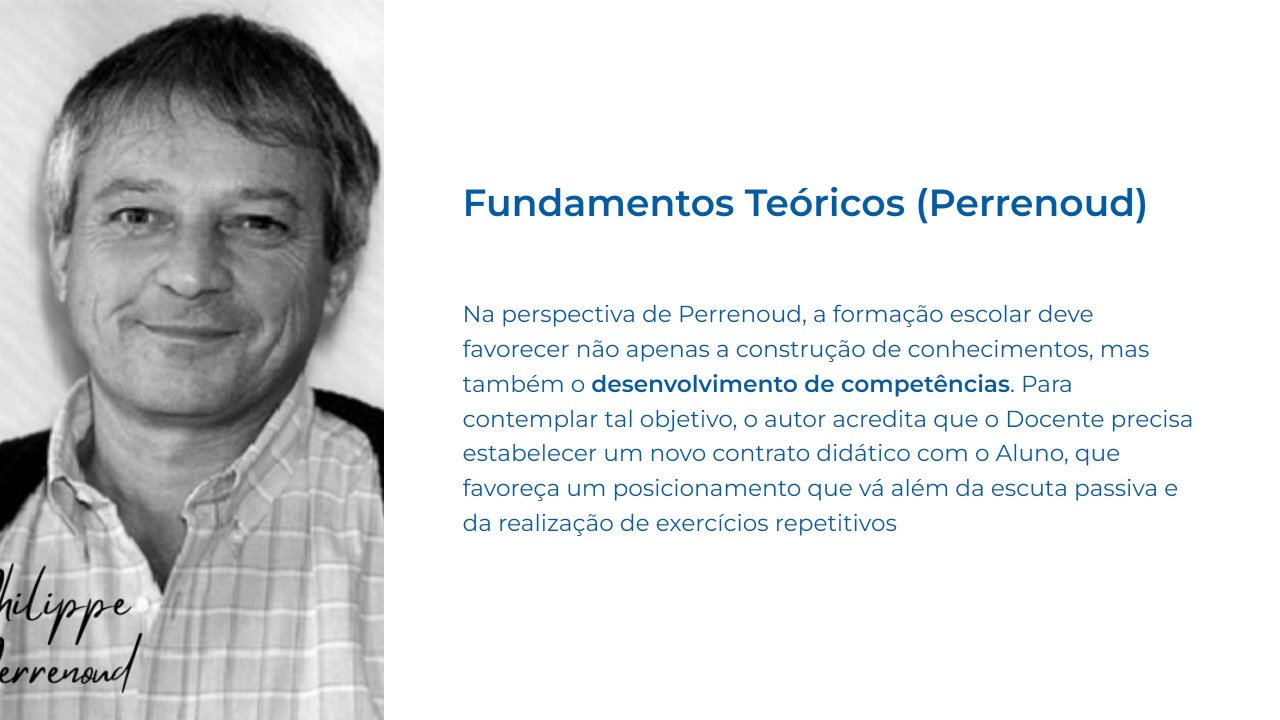 Fundamentos Teóricos (Perrenoud)
Na perspectiva de Perrenoud, a formação escolar deve
favorecer não apenas a construção de conhecimentos, mas
também o desenvolvimento de competências. Para
contemplar tal objetivo, o autor acredita que o Docente precisa
estabelecer um novo contrato didático com o Aluno, que
favoreça um posicionamento que vá além da escuta passiva e
da realização de exercícios repetitivos
Philippe
Perrenoud